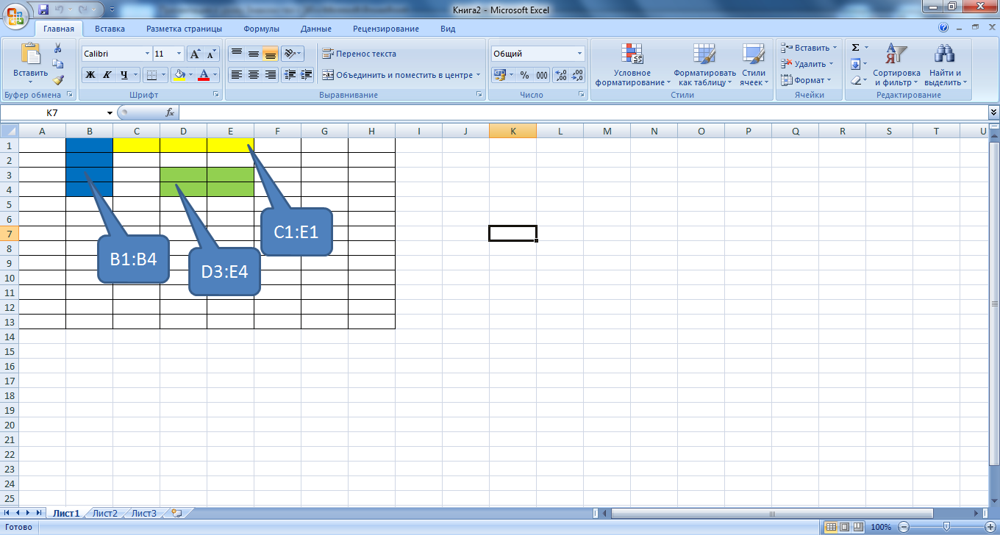 Книга2 - Microsoft Excel
Главная Вставка Разметка страницы Формулы Данные Рецензирование Вид
Вставить
Буфер обмена
Calibri 11
Ж К Ч
Шрифт
Перенос текста
Объединить и поместить в центре
Выравнивание
Общий
% 000
Число
Условное форматирование
Форматировать как таблицу
Стили ячеек
Стили
Вставить
Удалить
Формат
Ячейки
Σ
Сортировка и фильтр
Найти и выделить
Редактирование
K7 fx
A B C D E F G H I J K L M N O P Q R S T U
1
2
3
4
5
6
7
8
9
10
11
12
13
14
15
16
17
18
19
20
21
22
23
24
25
C1:E1
B1:B4
D3:E4
Лист1 Лист2 Лист3
Готово 100%